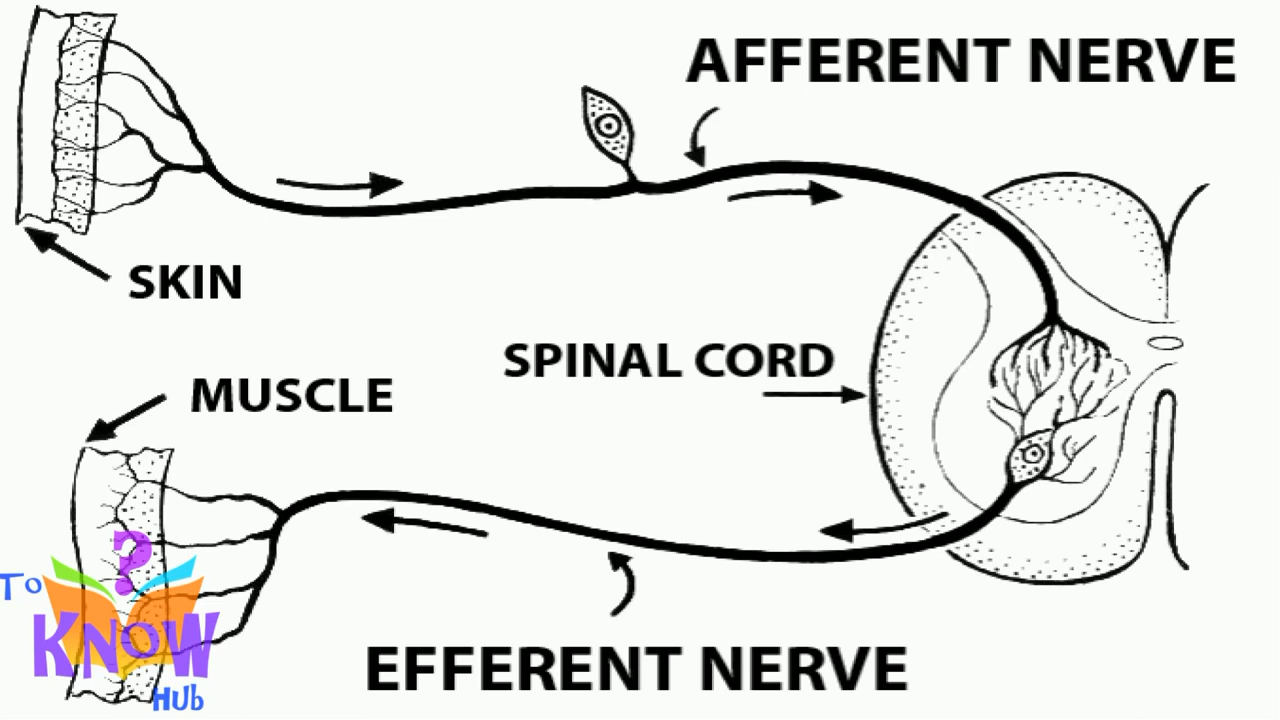 AFFERENT NERVE
SKIN
SPINAL CORD
MUSCLE
EFFERENT NERVE
?
To
KNOW
HUb